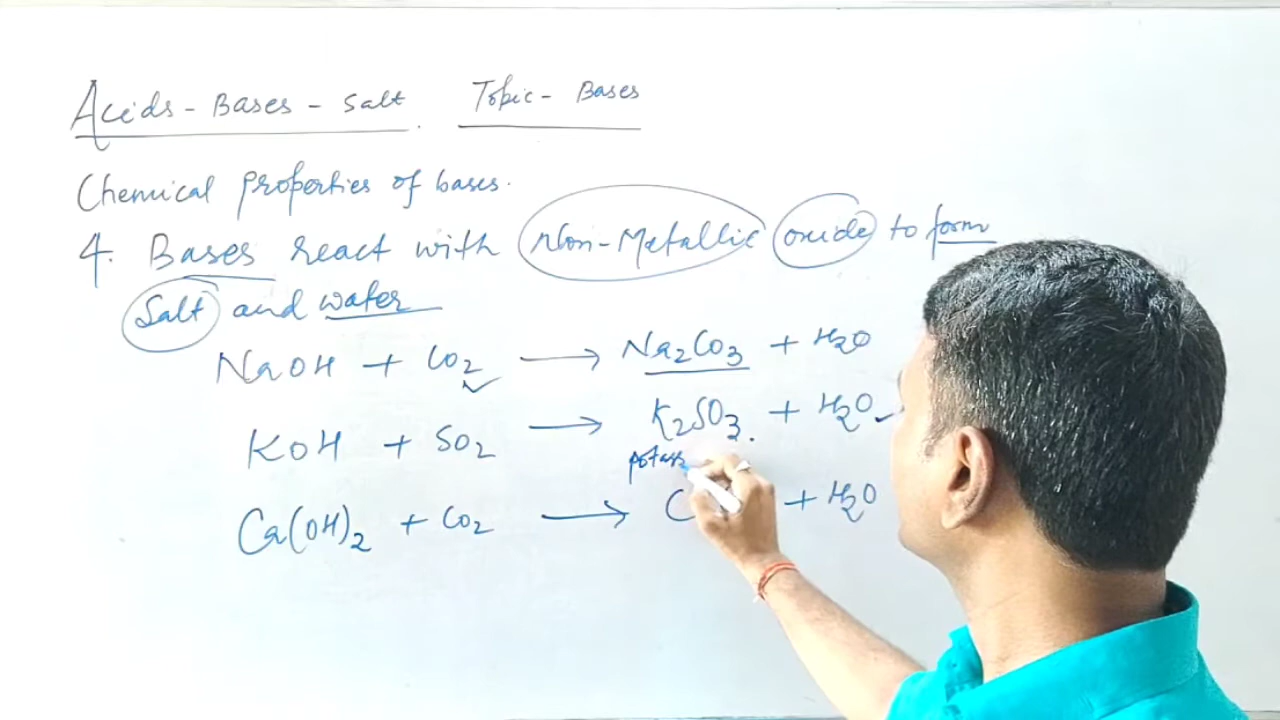 Acids - Bases - Salt Topic - Bases
Chemical properties of bases.
4. Bases react with Non-Metallic oxide to form
Salt and water
NaOH + CO2 → Na2CO3 + H2O
KOH + SO2 → K2SO3 + H2O
potass
Ca(OH)2 + CO2 → C + H2O